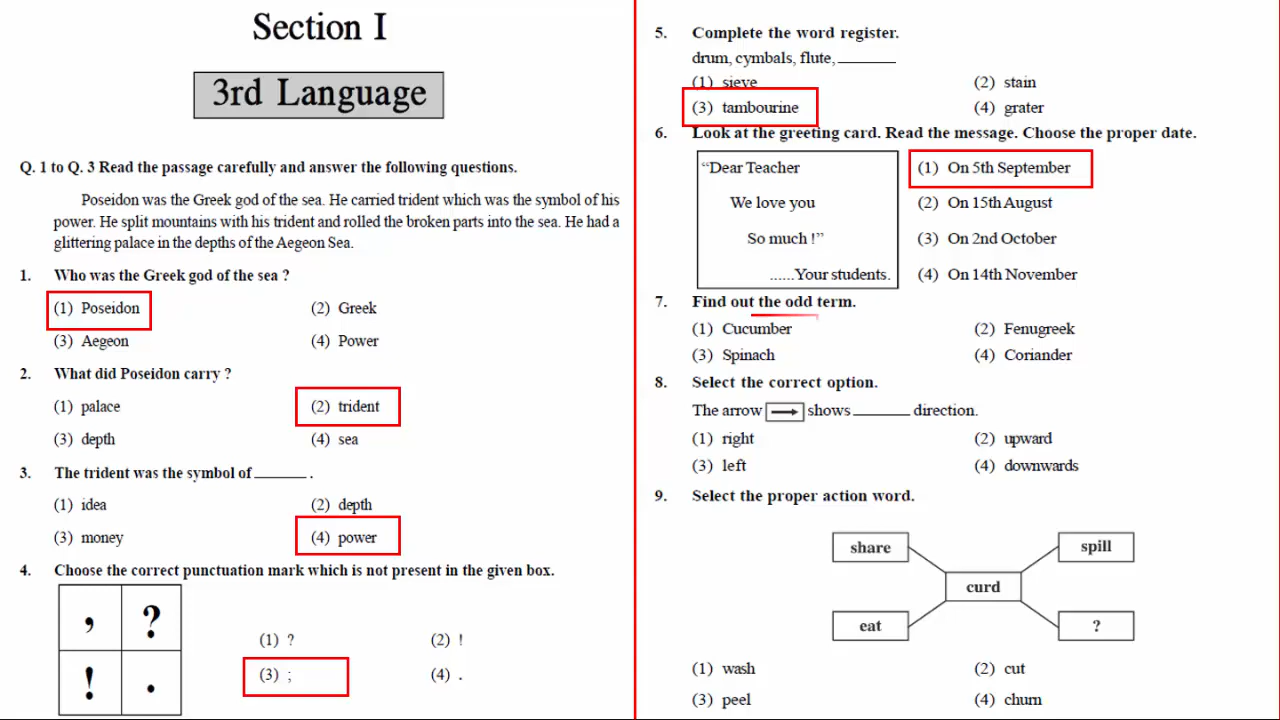 Section I
3rd Language
Q. 1 to Q. 3 Read the passage carefully and answer the following questions.
Poseidon was the Greek god of the sea. He carried trident which was the symbol of his
power. He split mountains with his trident and rolled the broken parts into the sea. He had a
glittering palace in the depths of the Aegeon Sea.
1. Who was the Greek god of the sea ?
(1) Poseidon (2) Greek
(3) Aegeon (4) Power
2. What did Poseidon carry ?
(1) palace (2) trident
(3) depth (4) sea
3. The trident was the symbol of ______ .
(1) idea (2) depth
(3) money (4) power
4. Choose the correct punctuation mark which is not present in the given box.
, ?
! .
(1) ? (2) !
(3) ; (4) .
5. Complete the word register.
drum, cymbals, flute, ______
(1) sieve (2) stain
(3) tambourine (4) grater
6. Look at the greeting card. Read the message. Choose the proper date.
“Dear Teacher
We love you
So much !”
......Your students.
(1) On 5th September
(2) On 15th August
(3) On 2nd October
(4) On 14th November
7. Find out the odd term.
(1) Cucumber (2) Fenugreek
(3) Spinach (4) Coriander
8. Select the correct option.
The arrow → shows ______ direction.
(1) right (2) upward
(3) left (4) downwards
9. Select the proper action word.
share spill
curd
eat ?
(1) wash (2) cut
(3) peel (4) churn